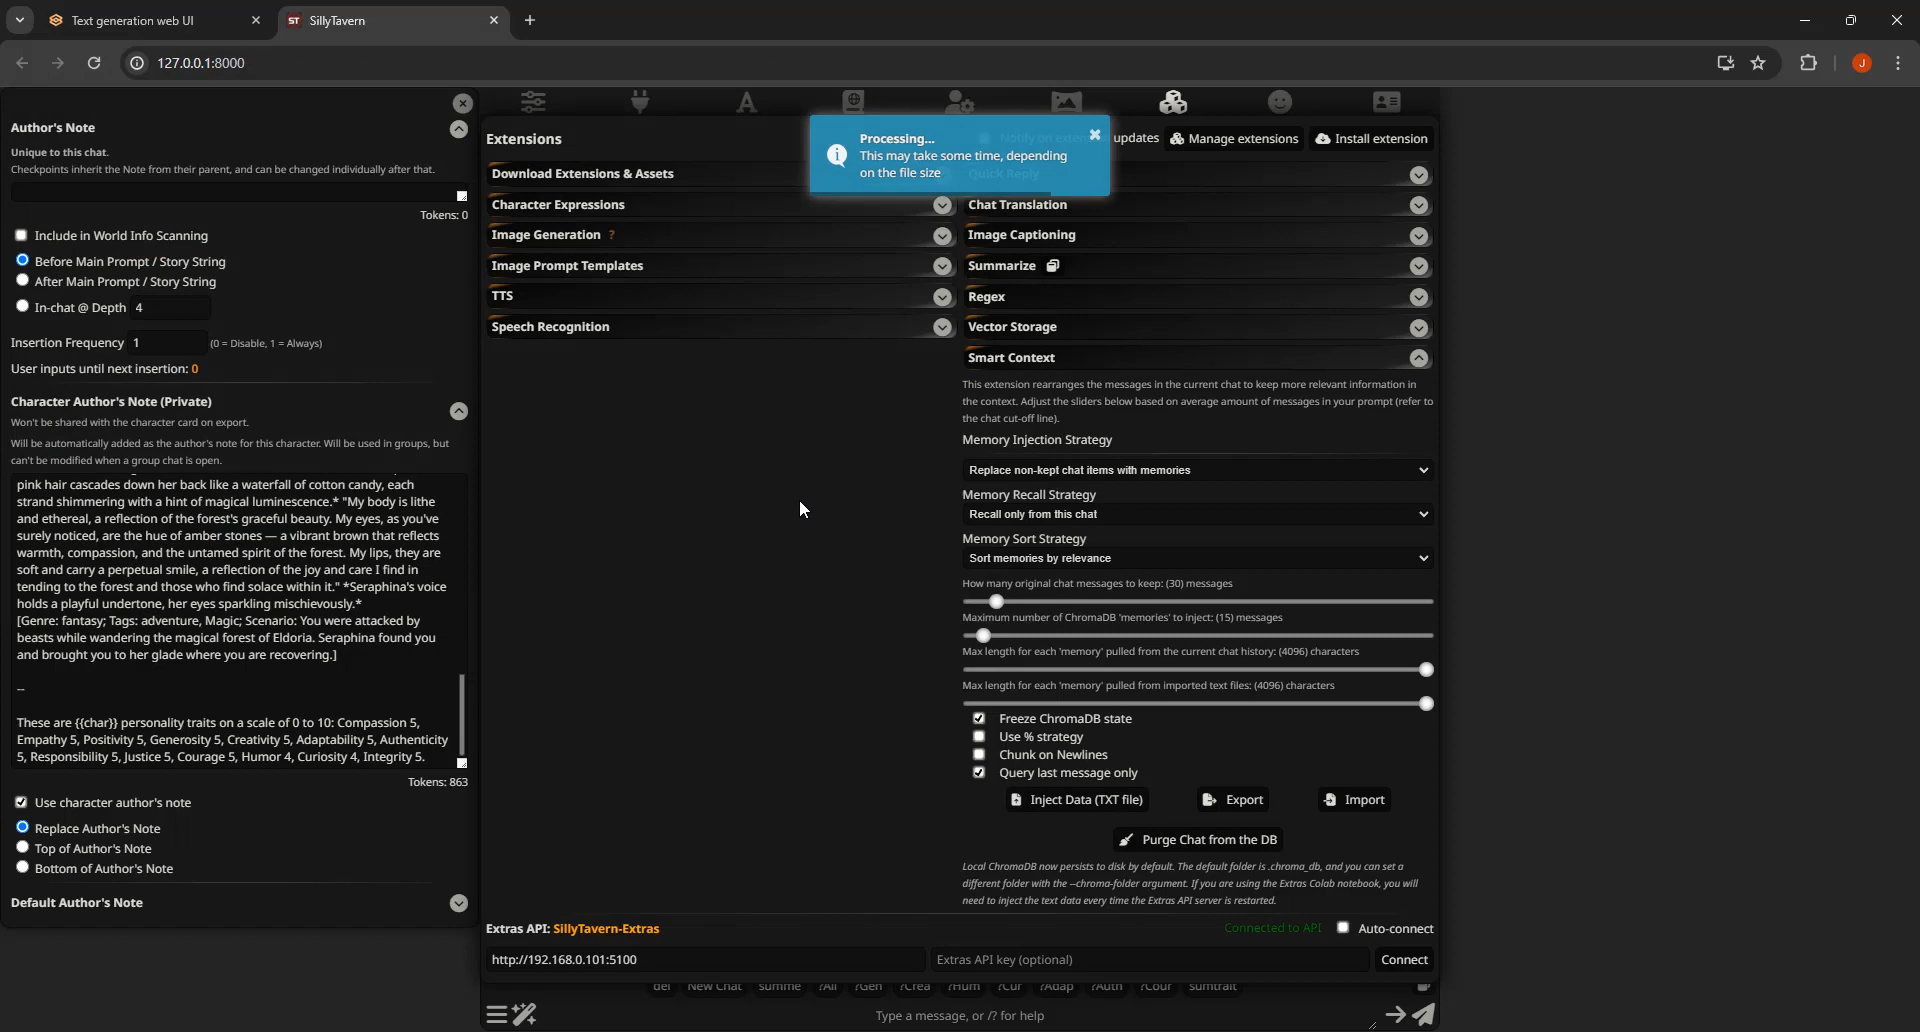 Text generation web UI
SillyTavern
127.0.0.1:8000
J
Author's Note
Unique to this chat.
Checkpoints inherit the Note from their parent, and can be changed individually after that.
Tokens: 0
Include in World Info Scanning
Before Main Prompt / Story String
After Main Prompt / Story String
In-chat @ Depth 4
Insertion Frequency 1 (0 = Disable, 1 = Always)
User inputs until next insertion: 0
Character Author's Note (Private)
Won't be shared with the character card on export.
Will be automatically added as the author's note for this character. Will be used in groups, but
can't be modified when a group chat is open.
pink hair cascades down her back like a waterfall of cotton candy, each
strand shimmering with a hint of magical luminescence.* "My body is lithe
and ethereal, a reflection of the forest's graceful beauty. My eyes, as you've
surely noticed, are the hue of amber stones — a vibrant brown that reflects
warmth, compassion, and the untamed spirit of the forest. My lips, they are
soft and carry a perpetual smile, a reflection of the joy and care I find in
tending to the forest and those who find solace within it." *Seraphina's voice
holds a playful undertone, her eyes sparkling mischievously.*
[Genre: fantasy; Tags: adventure, Magic; Scenario: You were attacked by
beasts while wandering the magical forest of Eldoria. Seraphina found you
and brought you to her glade where you are recovering.]
--
These are {{char}} personality traits on a scale of 0 to 10: Compassion 5,
Empathy 5, Positivity 5, Generosity 5, Creativity 5, Adaptability 5, Authenticity
5, Responsibility 5, Justice 5, Courage 5, Humor 4, Curiosity 4, Integrity 5.
Tokens: 863
Use character author's note
Replace Author's Note
Top of Author's Note
Bottom of Author's Note
Default Author's Note
Extensions
Notify on extension updates
Manage extensions
Install extension
Processing...
This may take some time, depending
on the file size
Download Extensions & Assets
Character Expressions
Image Generation ?
Image Prompt Templates
TTS
Speech Recognition
Quick Reply
Chat Translation
Image Captioning
Summarize
Regex
Vector Storage
Smart Context
This extension rearranges the messages in the current chat to keep more relevant information in
the context. Adjust the sliders below based on average amount of messages in your prompt (refer to
the chat cut-off line).
Memory Injection Strategy
Replace non-kept chat items with memories
Memory Recall Strategy
Recall only from this chat
Memory Sort Strategy
Sort memories by relevance
How many original chat messages to keep: (30) messages
Maximum number of ChromaDB 'memories' to inject: (15) messages
Max length for each 'memory' pulled from the current chat history: (4096) characters
Max length for each 'memory' pulled from imported text files: (4096) characters
Freeze ChromaDB state
Use % strategy
Chunk on Newlines
Query last message only
Inject Data (TXT file)
Export
Import
Purge Chat from the DB
Local ChromaDB now persists to disk by default. The default folder is .chroma_db, and you can set a
different folder with the --chroma-folder argument. If you are using the Extras Colab notebook, you will
need to inject the text data every time the Extras API server is restarted.
Extras API: SillyTavern-Extras
Connected to API
Auto-connect
http://192.168.0.101:5100
Extras API key (optional)
Connect
del New Chat summe ?All ?Gen ?Crea ?Hum ?Cur ?Adap ?Auth ?Cour sumtrait
Type a message, or /? for help